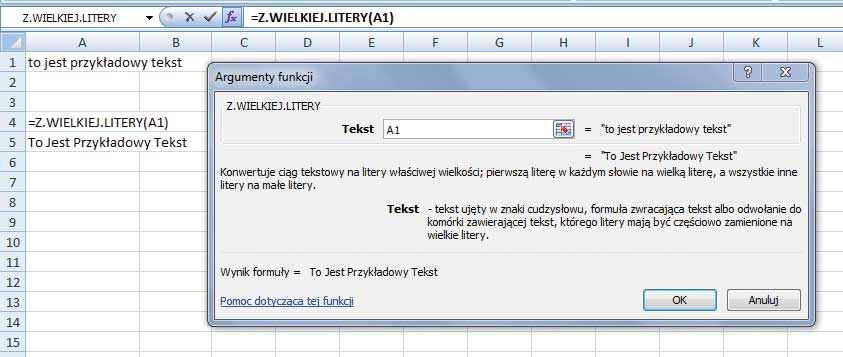 Z.WIELKIEJ.LITERY fx =Z.WIELKIEJ.LITERY(A1)
A B C D E F G H I J K L
1 to jest przykładowy tekst
2
3
4 =Z.WIELKIEJ.LITERY(A1)
5 To Jest Przykładowy Tekst
6
7
8
9
10
11
12
13
14
15
Argumenty funkcji
Z.WIELKIEJ.LITERY
Tekst A1 = "to jest przykładowy tekst"
= "To Jest Przykładowy Tekst"
Konwertuje ciąg tekstowy na litery właściwej wielkości; pierwszą literę w każdym słowie na wielką literę, a wszystkie inne
litery na małe litery.
Tekst - tekst ujęty w znaki cudzysłowu, formuła zwracająca tekst albo odwołanie do
komórki zawierającej tekst, którego litery mają być częściowo zamienione na
wielkie litery.
Wynik formuły = To Jest Przykładowy Tekst
Pomoc dotycząca tej funkcji
OK Anuluj